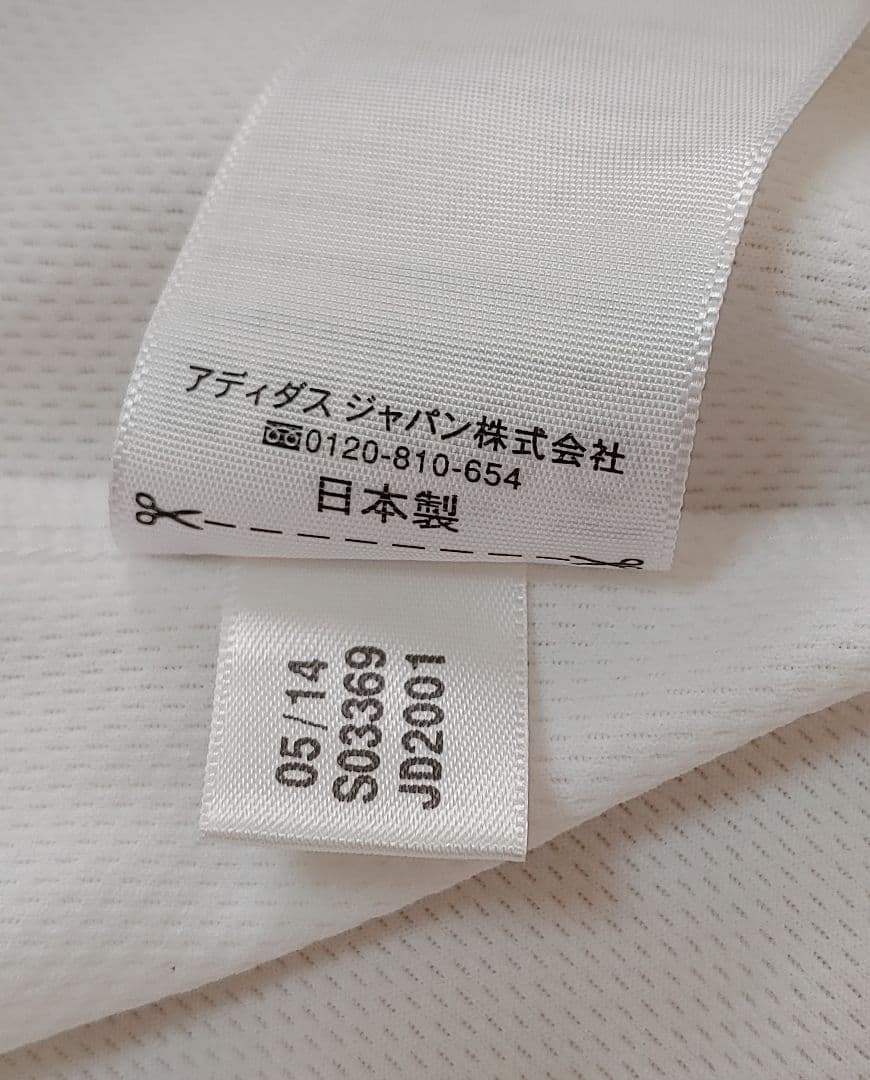 アディダス ジャパン株式会社
0120-810-654
日本製
05/14
S03369
JD2001